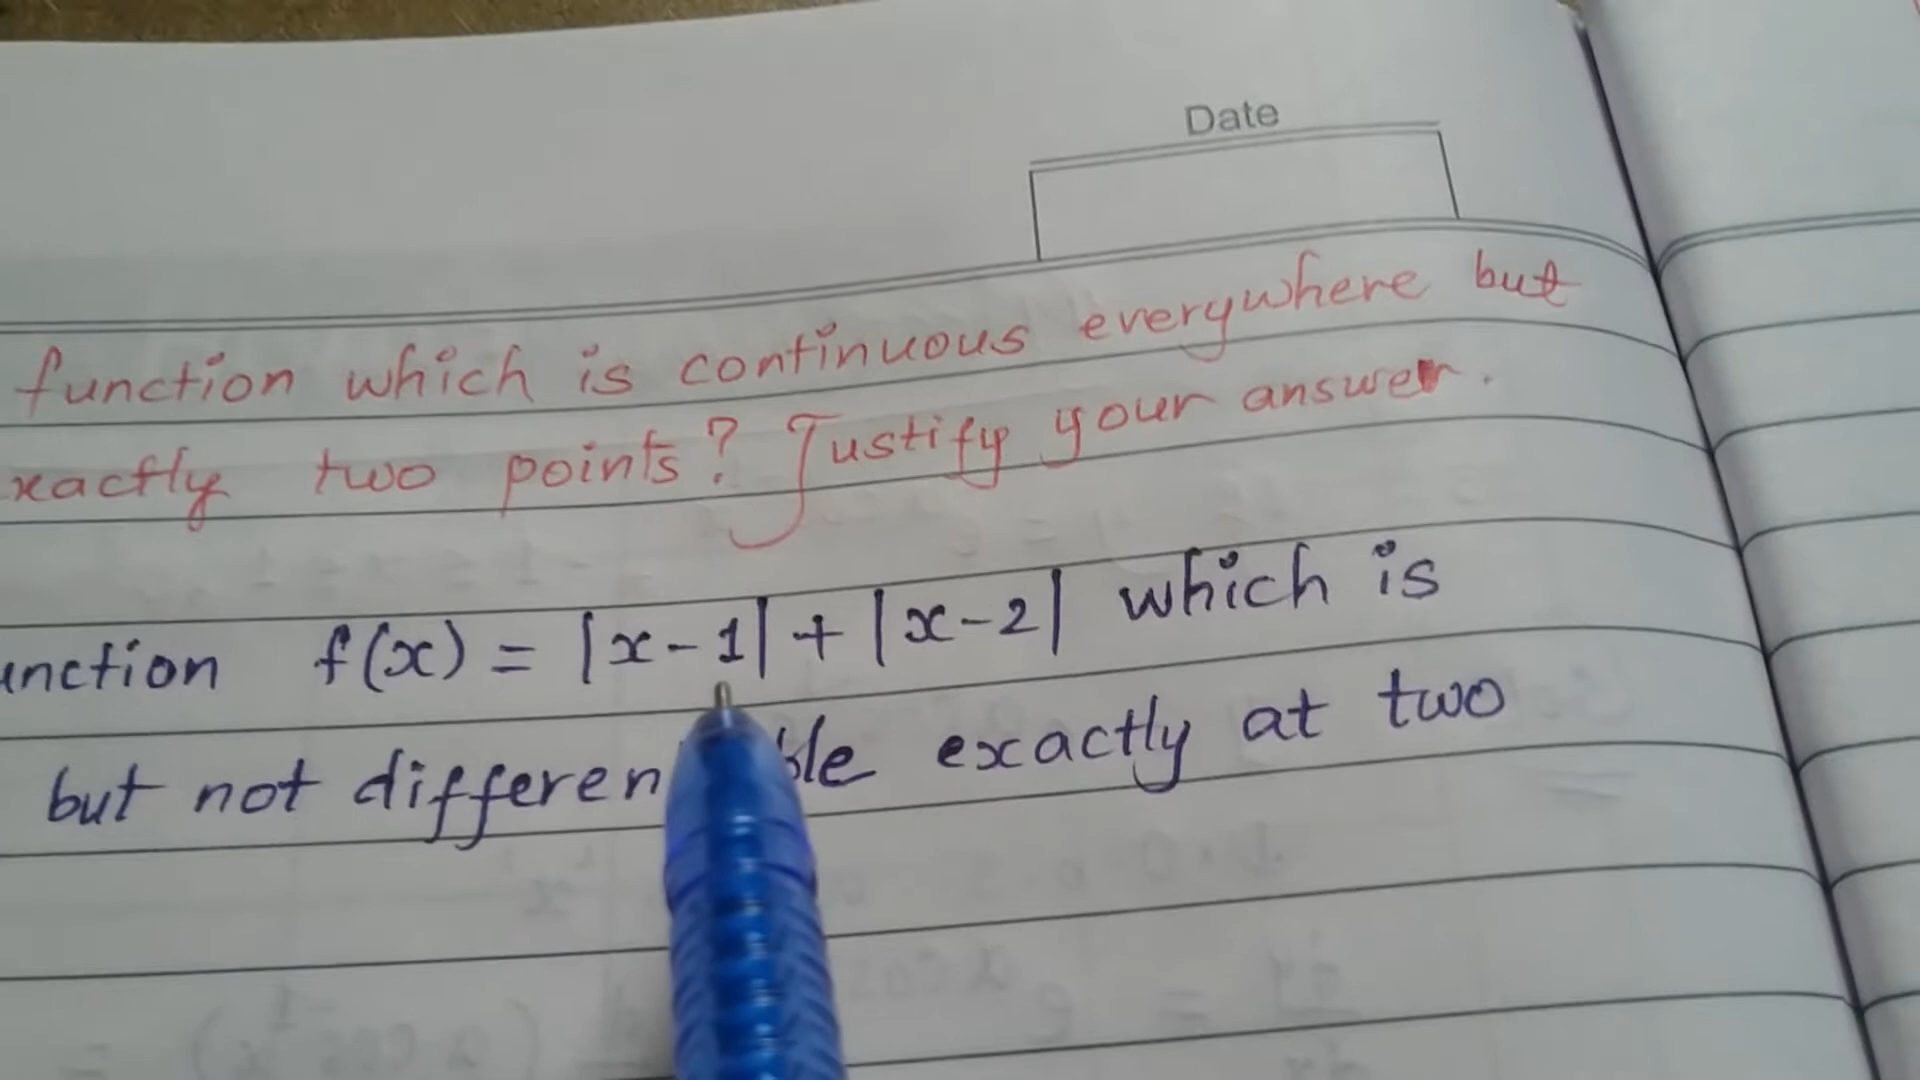 Date
function which is continuous everywhere but
xactly two points? Justify your answer.
unction f(x) = |x-1| + |x-2| which is
but not differen ble exactly at two